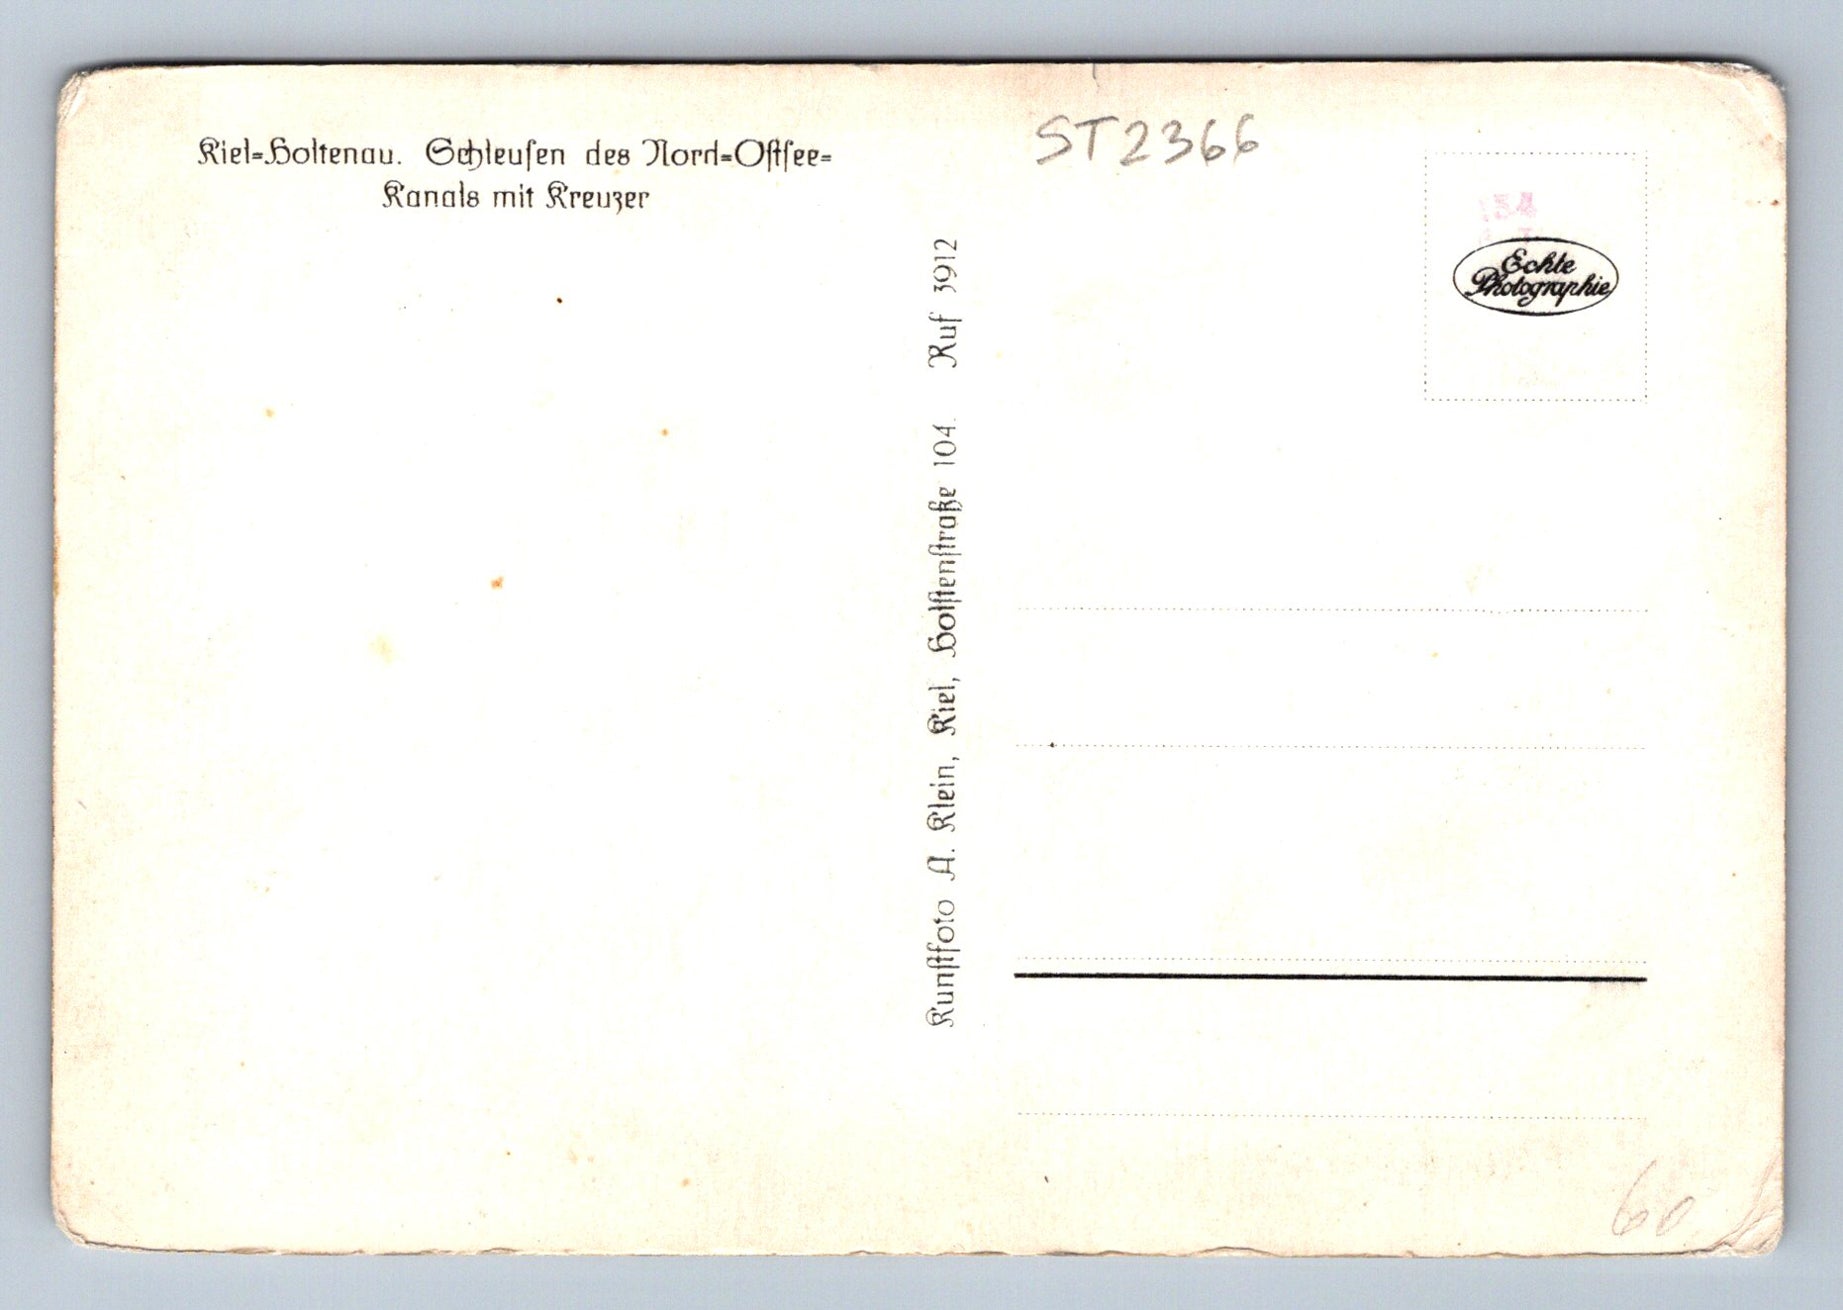 Kiel-Holtenau. Schleusen des Nord-Ostsee-
Kanals mit Kreuzer
ST2366
134
Echte
Photographie
Kunstfoto A. Klein, Kiel, Holstenstraße 104. Ruf 3912
60